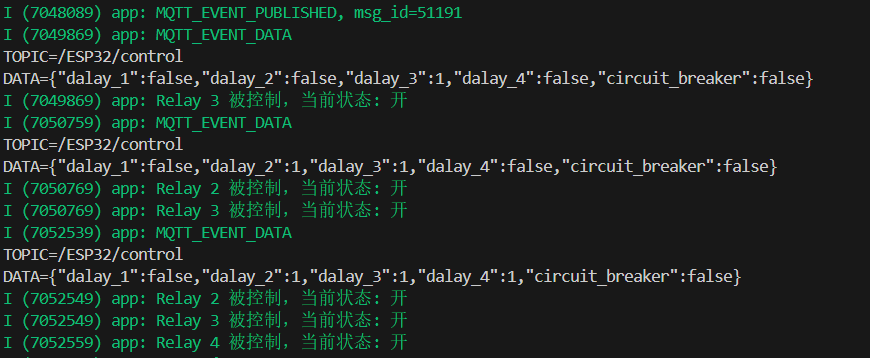 I (7048089) app: MQTT_EVENT_PUBLISHED, msg_id=51191
I (7049869) app: MQTT_EVENT_DATA
TOPIC=/ESP32/control
DATA={"dalay_1":false,"dalay_2":false,"dalay_3":1,"dalay_4":false,"circuit_breaker":false}
I (7049869) app: Relay 3 被控制，当前状态: 开
I (7050759) app: MQTT_EVENT_DATA
TOPIC=/ESP32/control
DATA={"dalay_1":false,"dalay_2":1,"dalay_3":1,"dalay_4":false,"circuit_breaker":false}
I (7050769) app: Relay 2 被控制，当前状态: 开
I (7050769) app: Relay 3 被控制，当前状态: 开
I (7052539) app: MQTT_EVENT_DATA
TOPIC=/ESP32/control
DATA={"dalay_1":false,"dalay_2":1,"dalay_3":1,"dalay_4":1,"circuit_breaker":false}
I (7052549) app: Relay 2 被控制，当前状态: 开
I (7052549) app: Relay 3 被控制，当前状态: 开
I (7052559) app: Relay 4 被控制，当前状态: 开